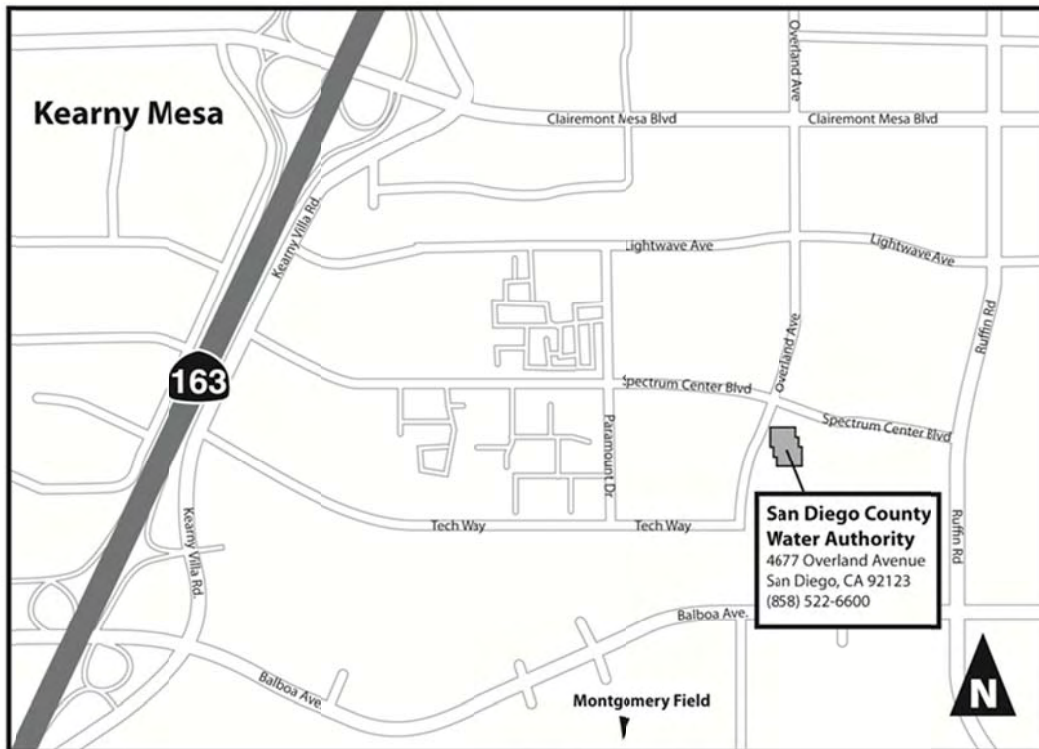 Kearny Mesa
Overland Ave
Clairemont Mesa Blvd
Clairemont Mesa Blvd
Kearny Villa Rd.
Lightwave Ave
Lightwave Ave
Ruffin Rd
Overland Ave
163
Spectrum Center Blvd
Spectrum Center Blvd
Paramount Dr.
Tech Way
Tech Way
Kearny Villa Rd.
Ruffin Rd
San Diego County
Water Authority
4677 Overland Avenue
San Diego, CA 92123
(858) 522-6600
Balboa Ave.
Balboa Ave.
Montgomery Field
N